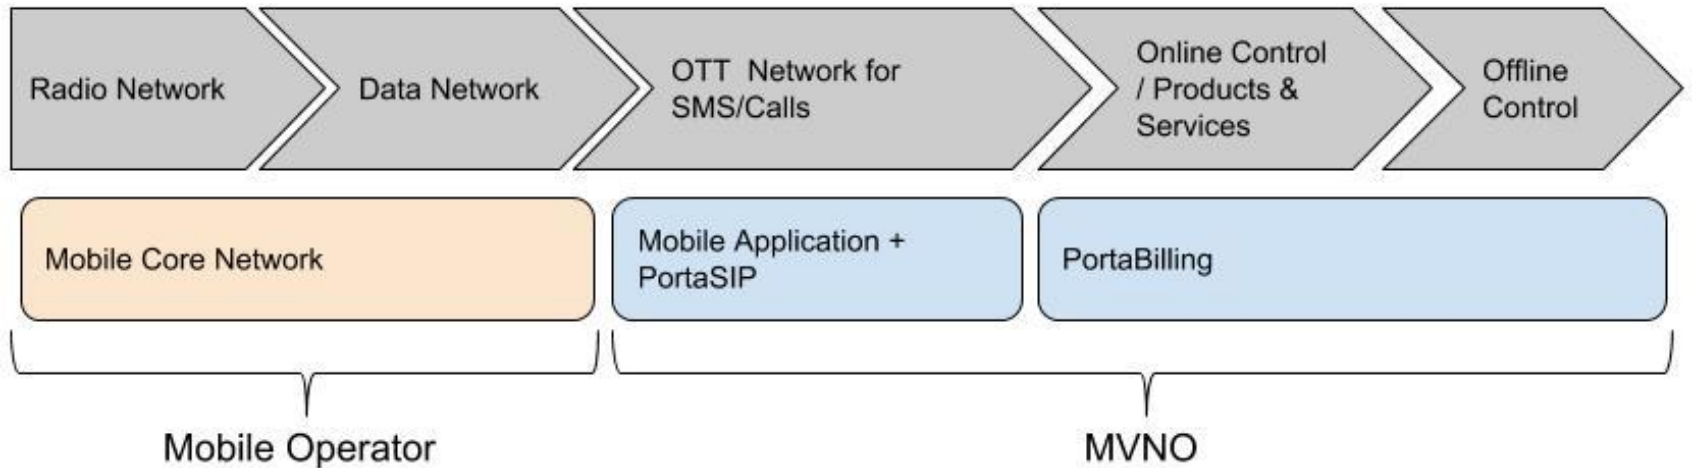 Radio Network
Data Network
OTT Network for
SMS/Calls
Online Control
/ Products &
Services
Offline
Control
Mobile Core Network
Mobile Application +
PortaSIP
PortaBilling
Mobile Operator
MVNO